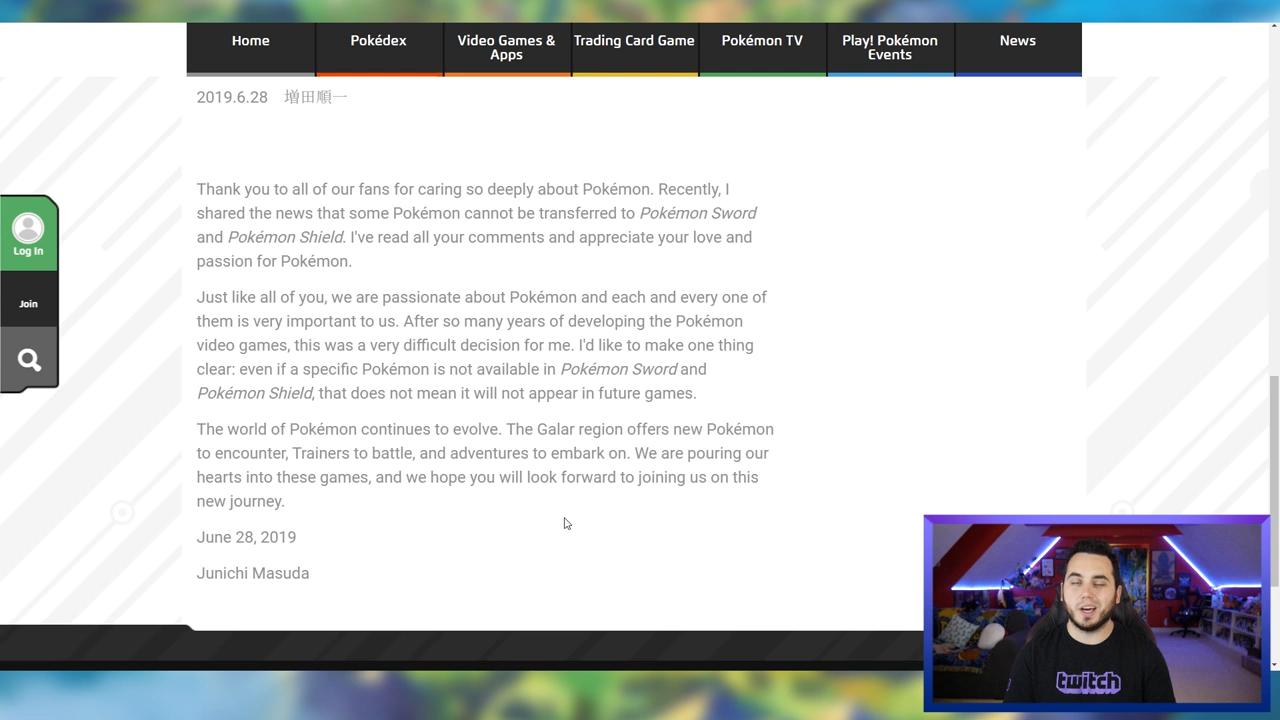 Home
Pokédex
Video Games &
Apps
Trading Card Game
Pokémon TV
Play! Pokémon
Events
News
2019.6.28 増田順一
Log In
Join
Thank you to all of our fans for caring so deeply about Pokémon. Recently, I
shared the news that some Pokémon cannot be transferred to Pokémon Sword
and Pokémon Shield. I've read all your comments and appreciate your love and
passion for Pokémon.
Just like all of you, we are passionate about Pokémon and each and every one of
them is very important to us. After so many years of developing the Pokémon
video games, this was a very difficult decision for me. I'd like to make one thing
clear: even if a specific Pokémon is not available in Pokémon Sword and
Pokémon Shield, that does not mean it will not appear in future games.
The world of Pokémon continues to evolve. The Galar region offers new Pokémon
to encounter, Trainers to battle, and adventures to embark on. We are pouring our
hearts into these games, and we hope you will look forward to joining us on this
new journey.
June 28, 2019
Junichi Masuda
twitch